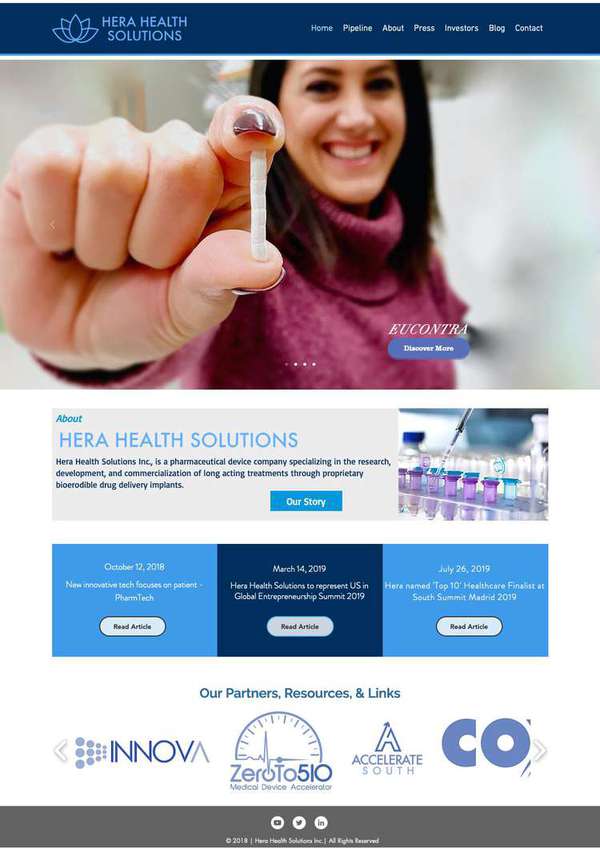 HERA HEALTH
SOLUTIONS
Home Pipeline About Press Investors Blog Contact
EUCONTRA
Discover More
About
HERA HEALTH SOLUTIONS
Hera Health Solutions Inc., is a pharmaceutical device company specializing in the research,
development, and commercialization of long acting treatments through proprietary
bioerodible drug delivery implants.
Our Story
October 12, 2018
New innovative tech focuses on patient -
PharmTech
Read Article
March 14, 2019
Hera Health Solutions to represent US in
Global Entrepreneurship Summit 2019
Read Article
July 26, 2019
Hera named 'Top 10' Healthcare Finalist at
South Summit Madrid 2019
Read Article
Our Partners, Resources, & Links
INNOVA
ZeroTo510
Medical Device Accelerator
ACCELERATE
SOUTH
CO
© 2018 | Hera Health Solutions Inc.| All Rights Reserved